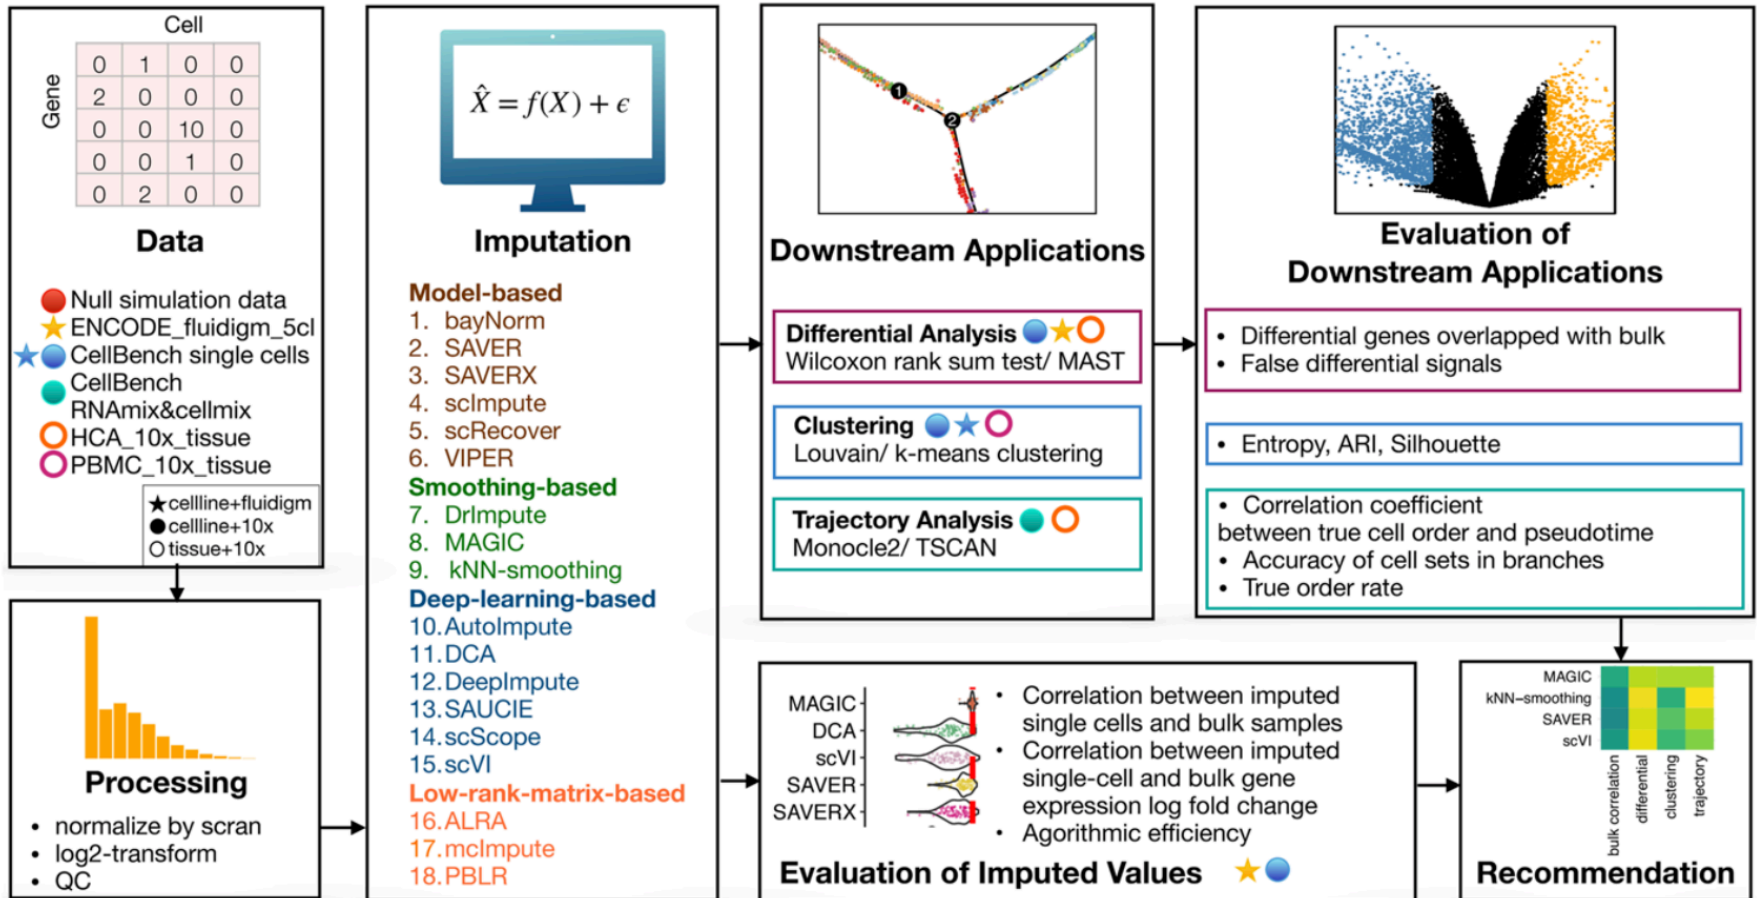 Cell
Gene
0 1 0 0
2 0 0 0
0 0 10 0
0 0 1 0
0 2 0 0
Data
Null simulation data
ENCODE_fluidigm_5cl
CellBench single cells
CellBench
RNAmix&cellmix
HCA_10x_tissue
PBMC_10x_tissue
cellline+fluidigm
cellline+10x
tissue+10x
Processing
• normalize by scran
• log2-transform
• QC
X̂ = f(X) + ϵ
Imputation
Model-based
1. bayNorm
2. SAVER
3. SAVERX
4. scImpute
5. scRecover
6. VIPER
Smoothing-based
7. DrImpute
8. MAGIC
9. kNN-smoothing
Deep-learning-based
10.AutoImpute
11.DCA
12.DeepImpute
13.SAUCIE
14.scScope
15.scVI
Low-rank-matrix-based
16.ALRA
17.mcImpute
18.PBLR
1
2
Downstream Applications
Differential Analysis
Wilcoxon rank sum test/ MAST
Clustering
Louvain/ k-means clustering
Trajectory Analysis
Monocle2/ TSCAN
Evaluation of
Downstream Applications
• Differential genes overlapped with bulk
• False differential signals
• Entropy, ARI, Silhouette
• Correlation coefficient
between true cell order and pseudotime
• Accuracy of cell sets in branches
• True order rate
MAGIC
DCA
scVI
SAVER
SAVERX
• Correlation between imputed
single cells and bulk samples
• Correlation between imputed
single-cell and bulk gene
expression log fold change
• Agorithmic efficiency
Evaluation of Imputed Values
MAGIC
kNN−smoothing
SAVER
scVI
bulk correlation
differential
clustering
trajectory
Recommendation